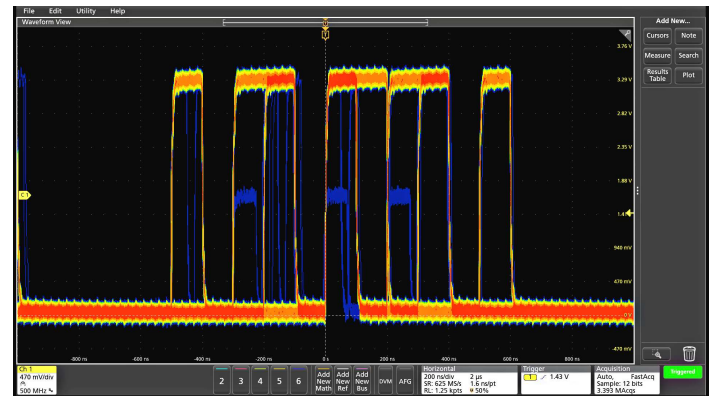 File Edit Utility Help
Waveform View
Add New...
Cursors Note
Measure Search
Results Table Plot
3.76 V
3.29 V
2.82 V
2.35 V
1.88 V
1.41
940 mV
470 mV
0 V
-470 mV
C1
-800 ns -600 ns -400 ns -200 ns 0 s 200 ns 400 ns 600 ns 800 ns
Ch 1
470 mV/div
500 MHz
2 3 4 5 6
Add New Math
Add New Ref
Add New Bus
DVM AFG
Horizontal
200 ns/div 2 µs
SR: 625 MS/s 1.6 ns/pt
RL: 1.25 kpts 50%
Trigger
1 1.43 V
Acquisition
Auto, FastAcq
Sample: 12 bits
3.393 MAcqs
Triggered